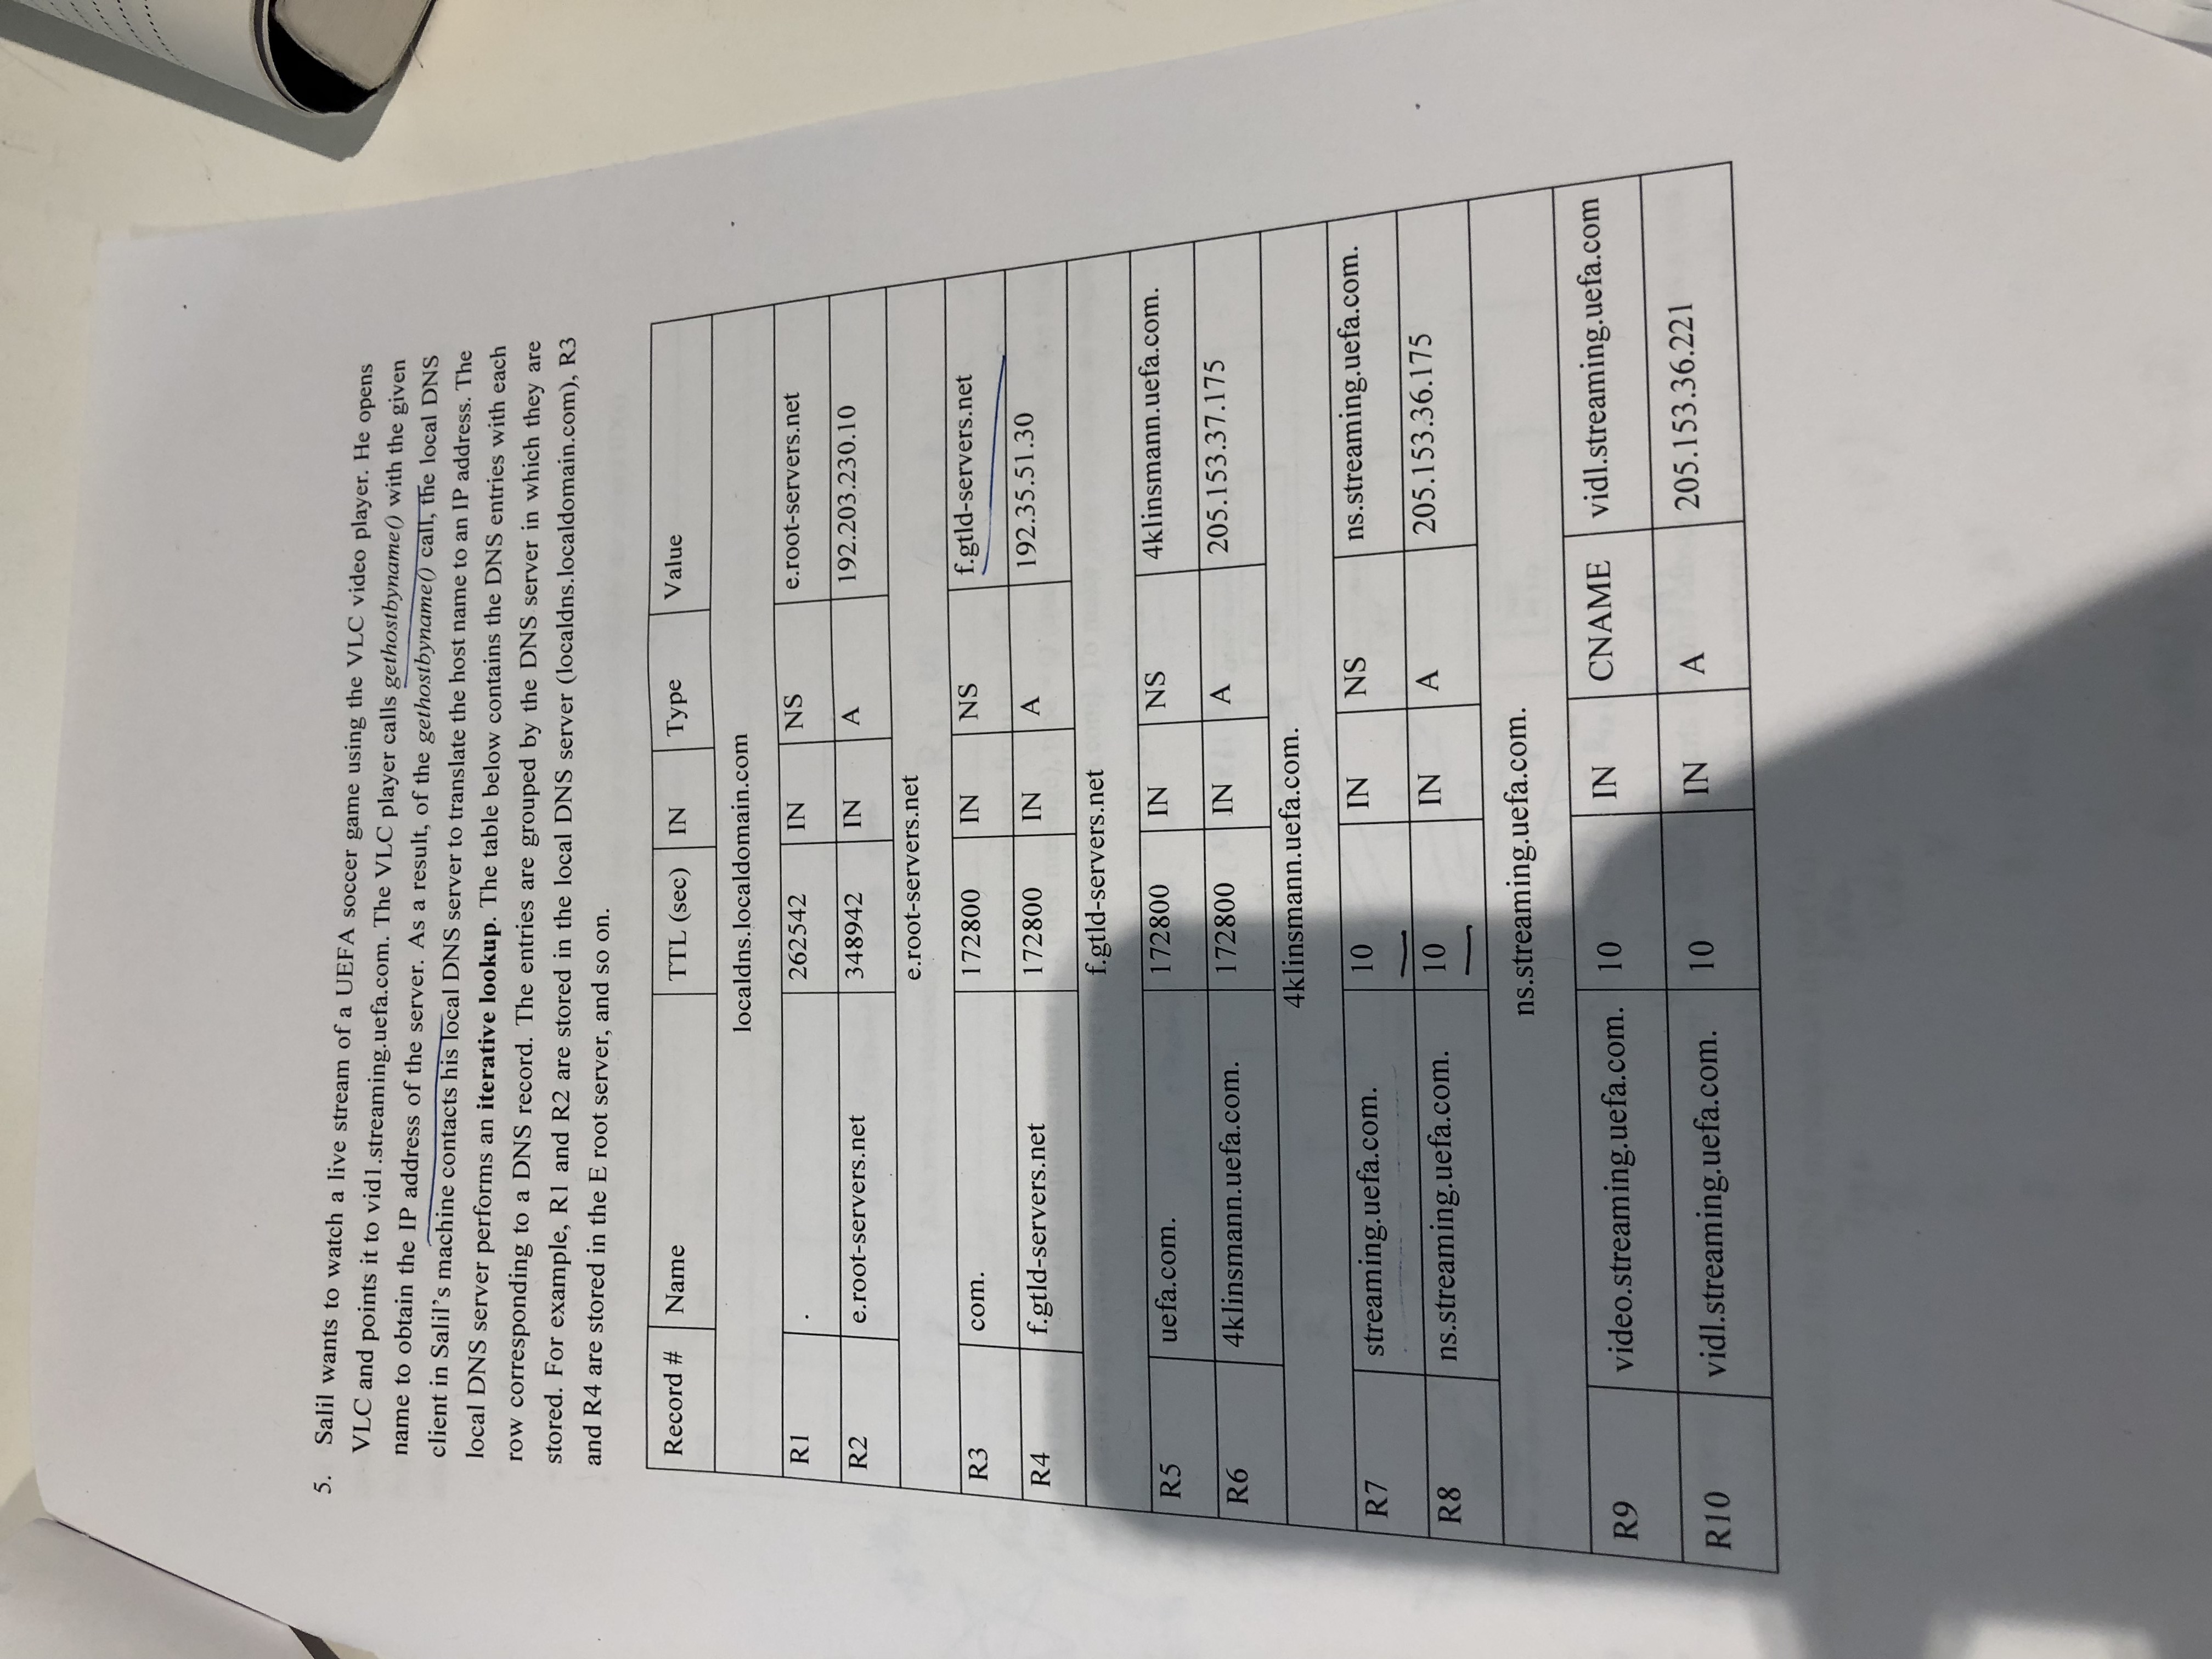 5. Salil wants to watch a live stream of a UEFA soccer game using the VLC video player. He opens
VLC and points it to vid1.streaming.uefa.com. The VLC player calls gethostbyname() with the given
name to obtain the IP address of the server. As a result, of the gethostbyname() call, the local DNS
client in Salil's machine contacts his local DNS server to translate the host name to an IP address. The
local DNS server performs an iterative lookup. The table below contains the DNS entries with each
row corresponding to a DNS record. The entries are grouped by the DNS server in which they are
stored. For example, R1 and R2 are stored in the local DNS server (localdns.localdomain.com), R3
and R4 are stored in the E root server, and so on.
Record # Name TTL (sec) IN Type Value
localdns.localdomain.com
R1 . 262542 IN NS e.root-servers.net
R2 e.root-servers.net 348942 IN A 192.203.230.10
e.root-servers.net
R3 com. 172800 IN NS f.gtld-servers.net
R4 f.gtld-servers.net 172800 IN A 192.35.51.30
f.gtld-servers.net
R5 uefa.com. 172800 IN NS 4klinsmann.uefa.com.
R6 4klinsmann.uefa.com. 172800 IN A 205.153.37.175
4klinsmann.uefa.com.
R7 streaming.uefa.com. 10 IN NS ns.streaming.uefa.com.
R8 ns.streaming.uefa.com. 10 IN A 205.153.36.175
ns.streaming.uefa.com.
R9 video.streaming.uefa.com. 10 IN CNAME vidl.streaming.uefa.com
R10 vidl.streaming.uefa.com. 10 IN A 205.153.36.221